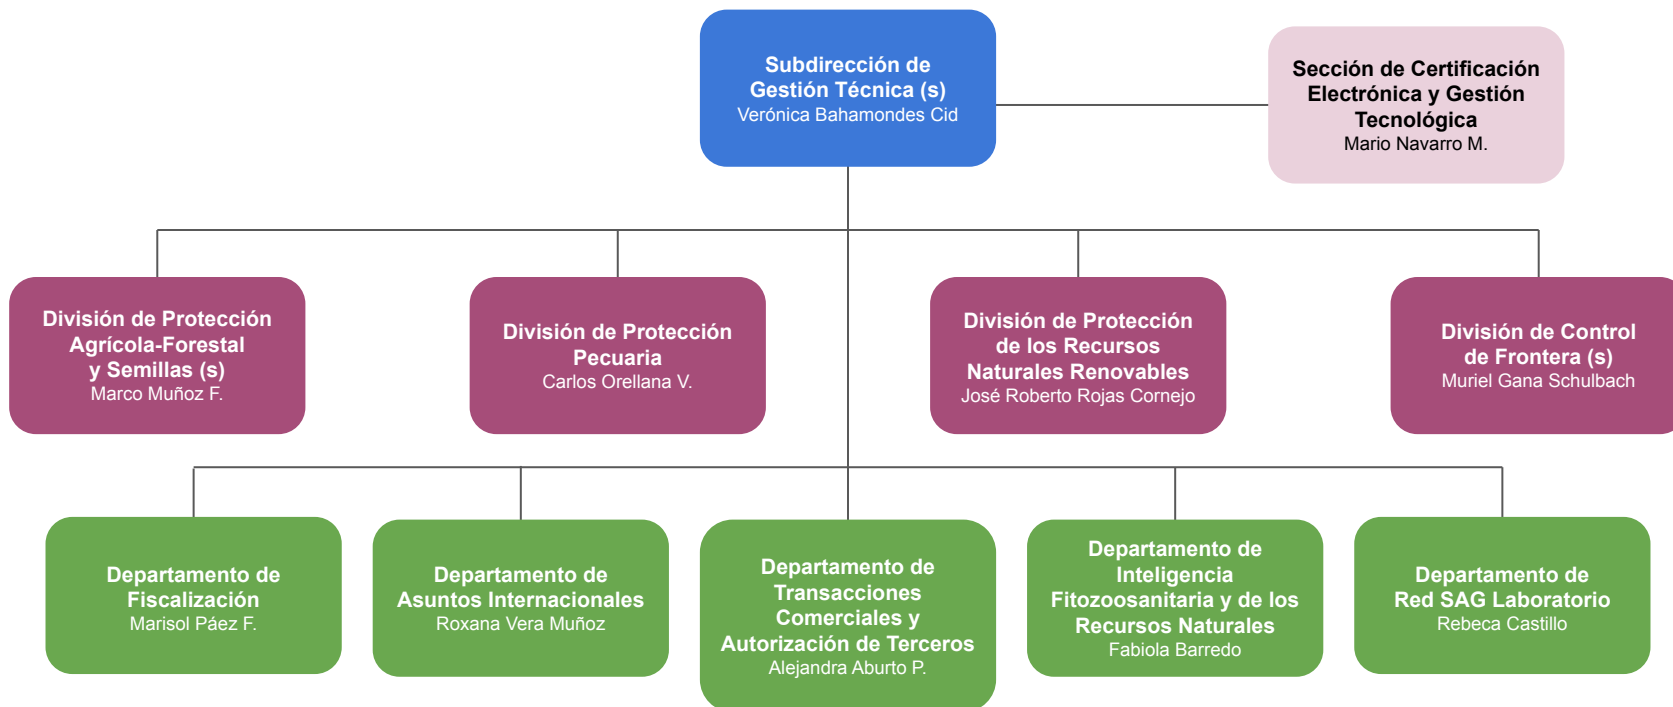 Subdirección de
Gestión Técnica (s)
Verónica Bahamondes Cid
Sección de Certificación
Electrónica y Gestión
Tecnológica
Mario Navarro M.
División de Protección
Agrícola-Forestal
y Semillas (s)
Marco Muñoz F.
División de Protección
Pecuaria
Carlos Orellana V.
División de Protección
de los Recursos
Naturales Renovables
José Roberto Rojas Cornejo
División de Control
de Frontera (s)
Muriel Gana Schulbach
Departamento de
Fiscalización
Marisol Páez F.
Departamento de
Asuntos Internacionales
Roxana Vera Muñoz
Departamento de
Transacciones
Comerciales y
Autorización de Terceros
Alejandra Aburto P.
Departamento de
Inteligencia
Fitozoosanitaria y de los
Recursos Naturales
Fabiola Barredo
Departamento de
Red SAG Laboratorio
Rebeca Castillo